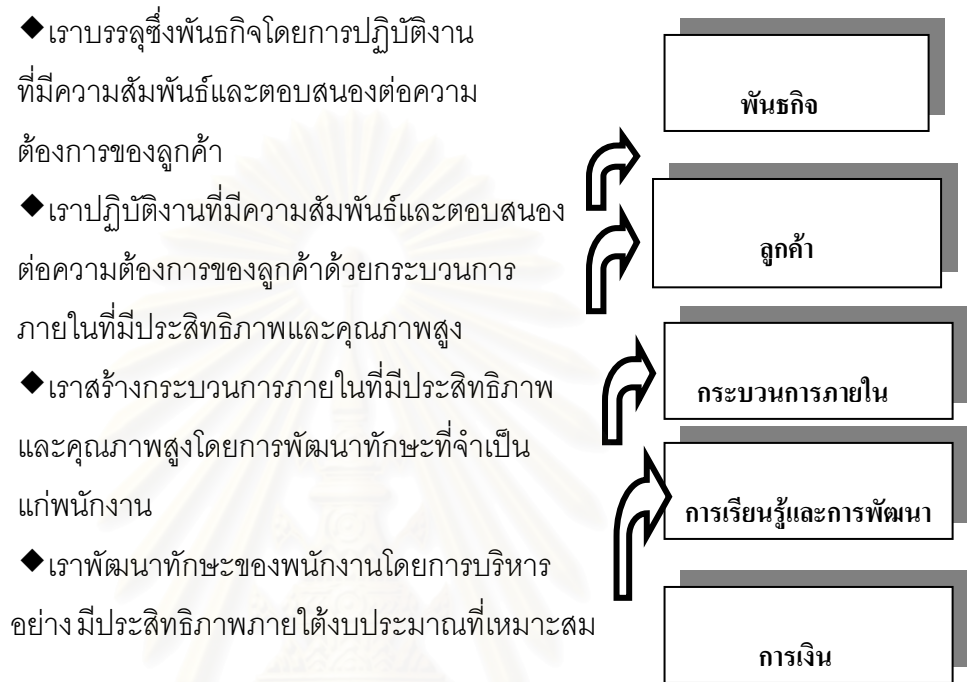 ◆เราบรรลุซึ่งพันธกิจโดยการปฏิบัติงาน
ที่มีความสัมพันธ์และตอบสนองต่อความ
ต้องการของลูกค้า
◆เราปฏิบัติงานที่มีความสัมพันธ์และตอบสนอง
ต่อความต้องการของลูกค้าด้วยกระบวนการ
ภายในที่มีประสิทธิภาพและคุณภาพสูง
◆เราสร้างกระบวนการภายในที่มีประสิทธิภาพ
และคุณภาพสูงโดยการพัฒนาทักษะที่จำเป็น
แก่พนักงาน
◆เราพัฒนาทักษะของพนักงานโดยการบริหาร
อย่าง มีประสิทธิภาพภายใต้งบประมาณที่เหมาะสม
พันธกิจ
ลูกค้า
กระบวนการภายใน
การเรียนรู้และการพัฒนา
การเงิน